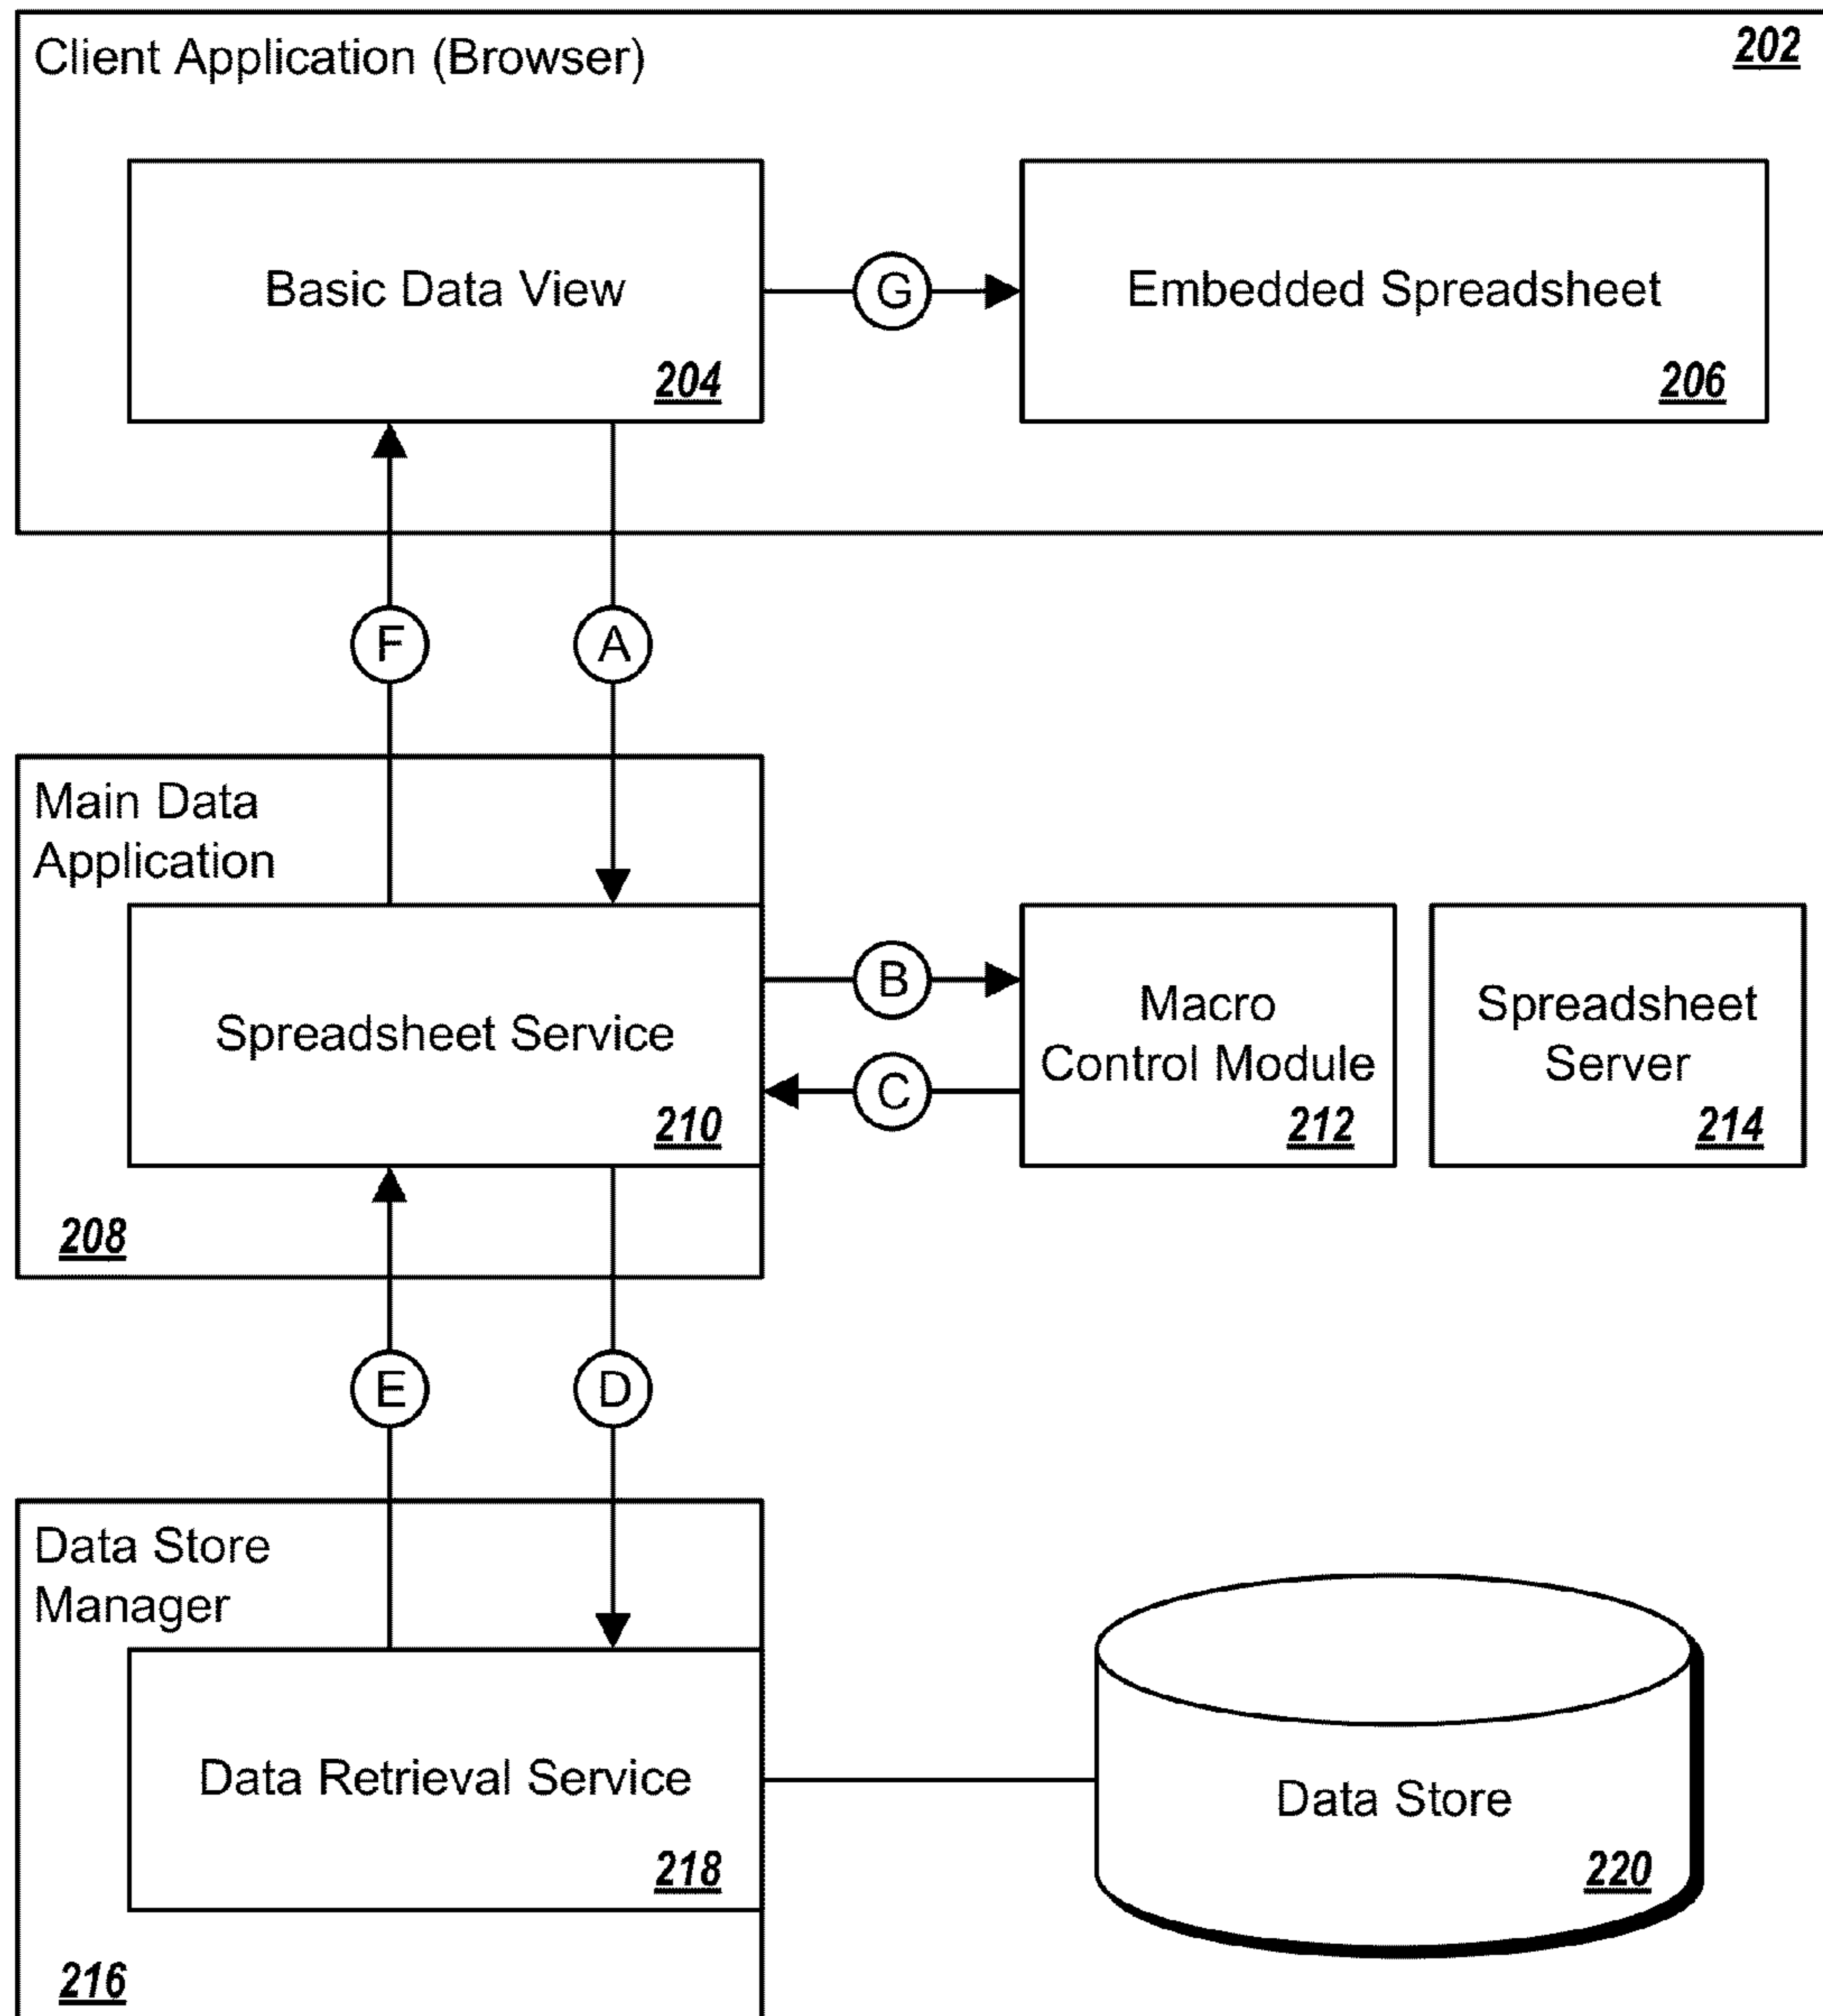 Client Application (Browser)
202
Basic Data View
204
G
Embedded Spreadsheet
206
F
A
Main Data
Application
Spreadsheet Service
210
208
B
C
Macro
Control Module
212
Spreadsheet
Server
214
E
D
Data Store
Manager
Data Retrieval Service
218
216
Data Store
220